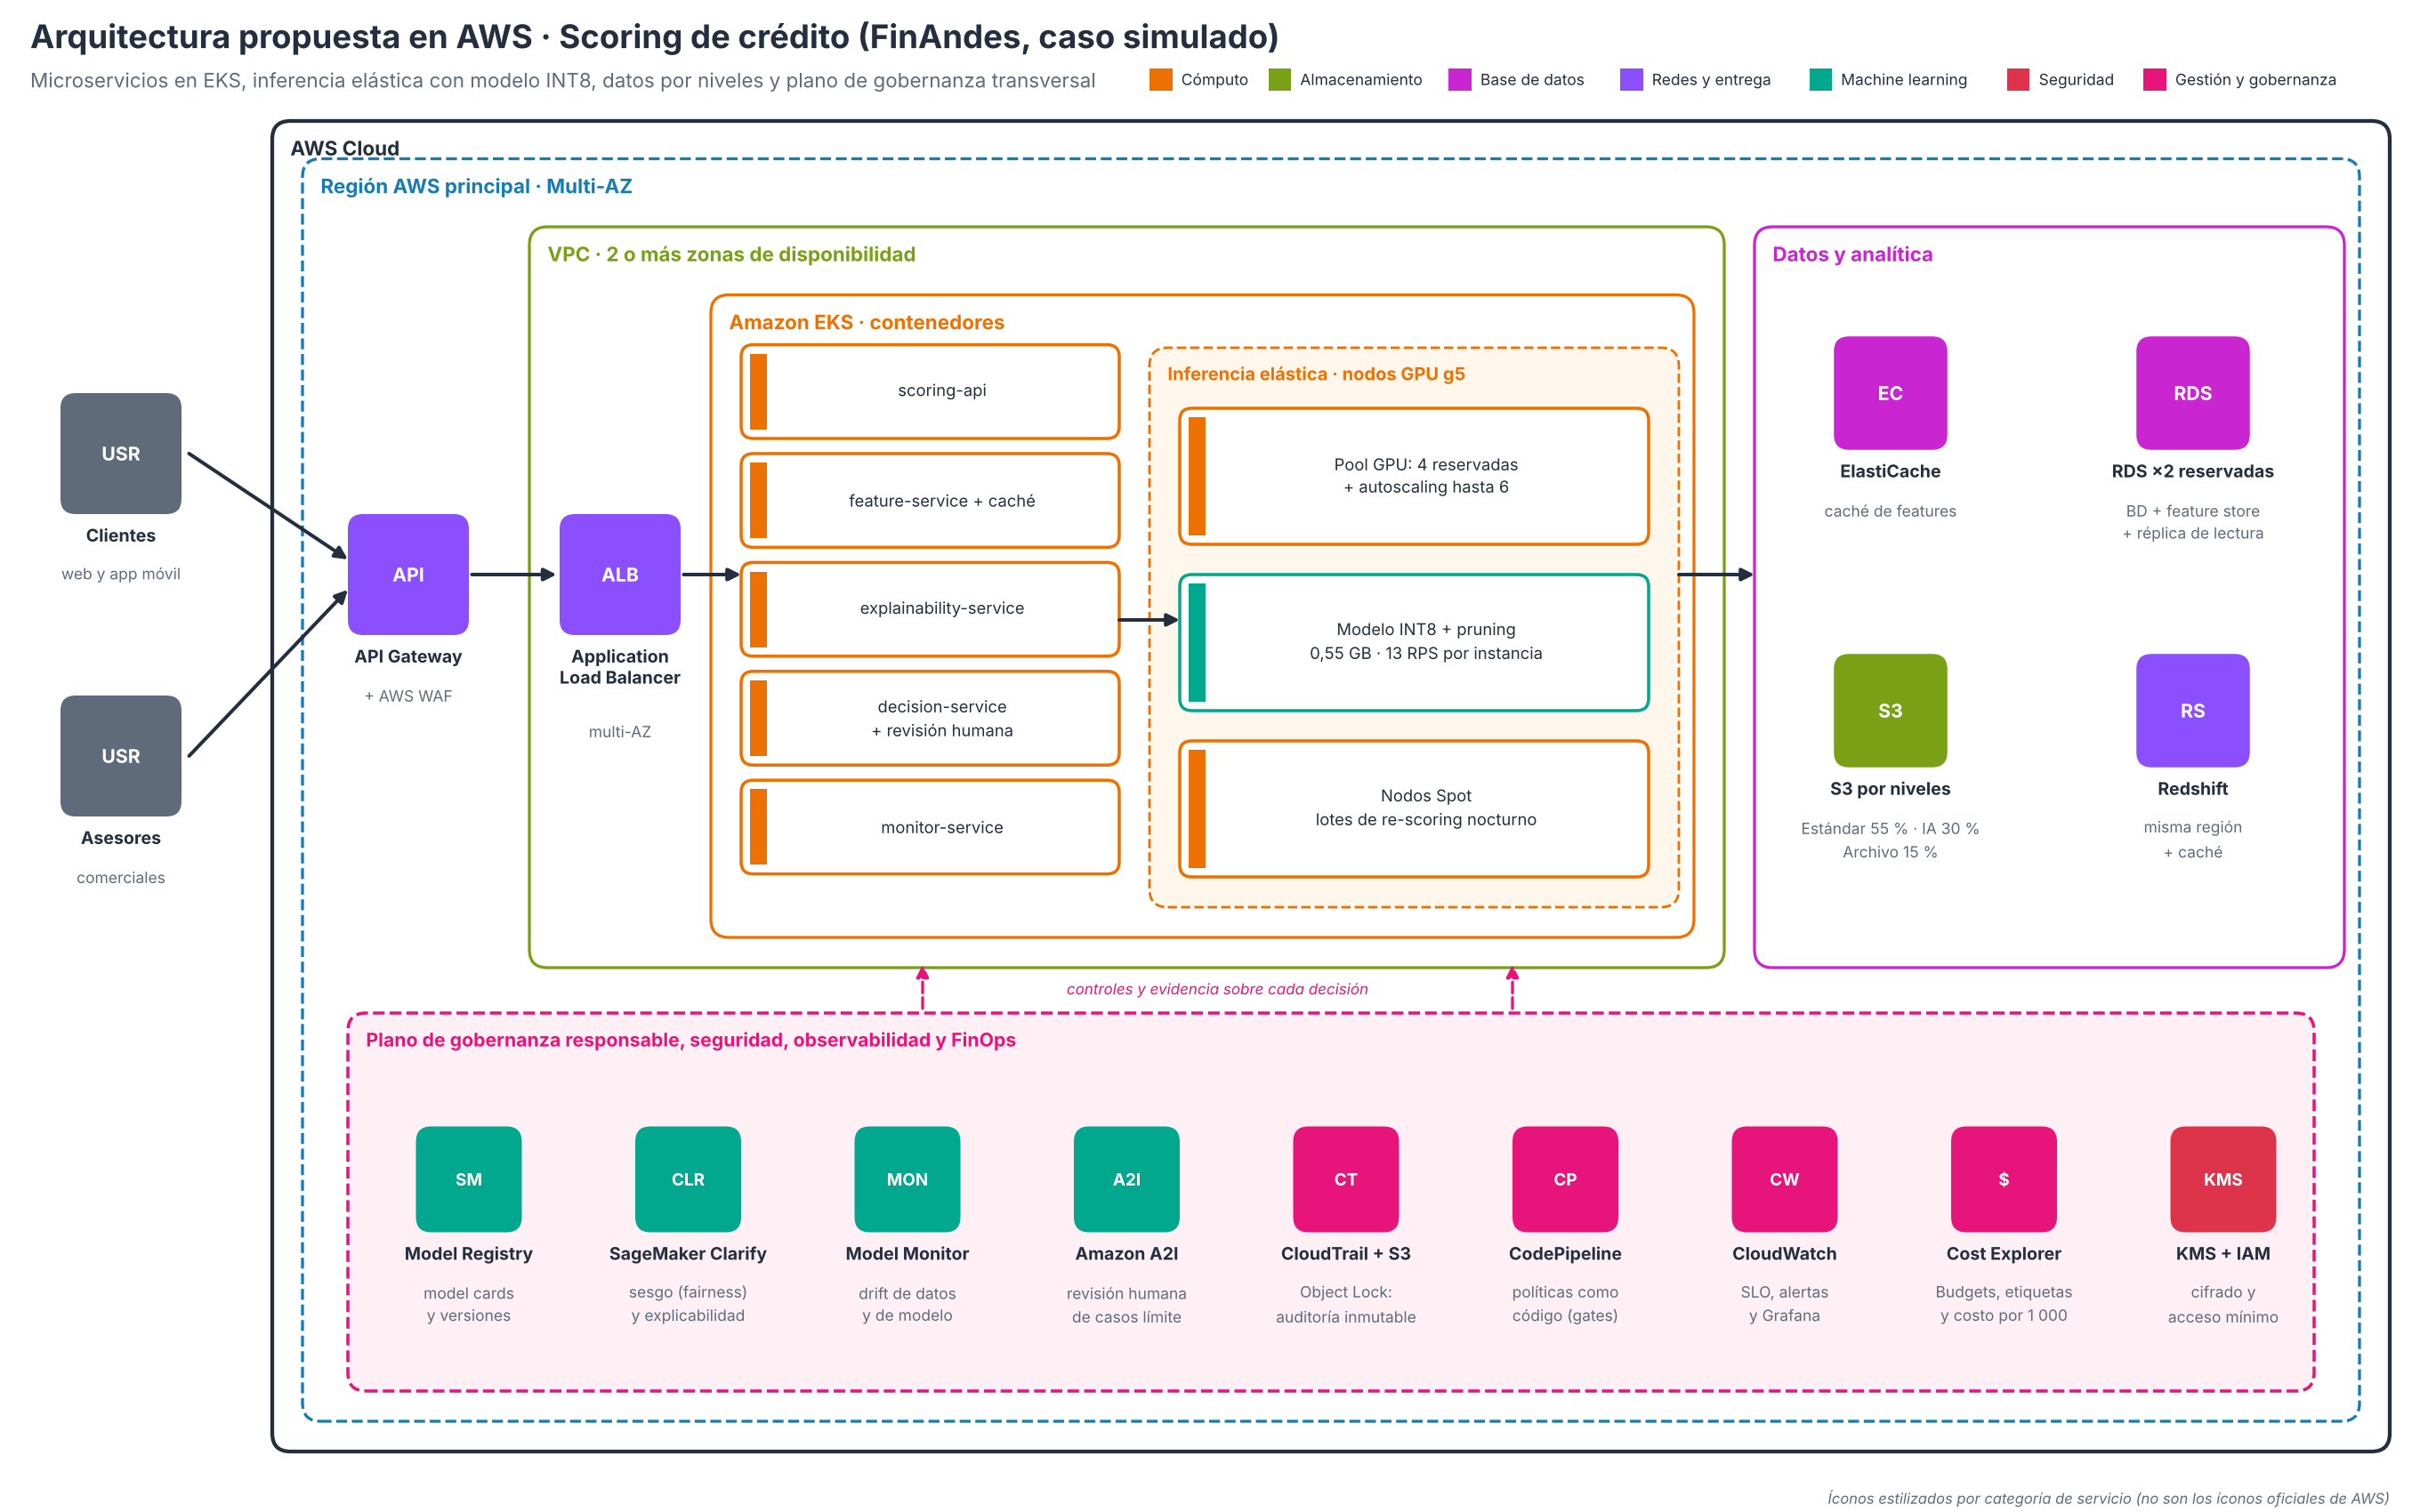 Arquitectura propuesta en AWS · Scoring de crédito (FinAndes, caso simulado)
Microservicios en EKS, inferencia elástica con modelo INT8, datos por niveles y plano de gobernanza transversal
Cómputo
Almacenamiento
Base de datos
Redes y entrega
Machine learning
Seguridad
Gestión y gobernanza
AWS Cloud
Región AWS principal · Multi-AZ
USR
Clientes
web y app móvil
USR
Asesores
comerciales
API
API Gateway
+ AWS WAF
VPC · 2 o más zonas de disponibilidad
ALB
Application
Load Balancer
multi-AZ
Amazon EKS · contenedores
scoring-api
feature-service + caché
explainability-service
decision-service
+ revisión humana
monitor-service
Inferencia elástica · nodos GPU g5
Pool GPU: 4 reservadas
+ autoscaling hasta 6
Modelo INT8 + pruning
0,55 GB · 13 RPS por instancia
Nodos Spot
lotes de re-scoring nocturno
Datos y analítica
EC
ElastiCache
caché de features
RDS
RDS ×2 reservadas
BD + feature store
+ réplica de lectura
S3
S3 por niveles
Estándar 55 % · IA 30 %
Archivo 15 %
RS
Redshift
misma región
+ caché
controles y evidencia sobre cada decisión
Plano de gobernanza responsable, seguridad, observabilidad y FinOps
SM
Model Registry
model cards
y versiones
CLR
SageMaker Clarify
sesgo (fairness)
y explicabilidad
MON
Model Monitor
drift de datos
y de modelo
A2I
Amazon A2I
revisión humana
de casos límite
CT
CloudTrail + S3
Object Lock:
auditoría inmutable
CP
CodePipeline
políticas como
código (gates)
CW
CloudWatch
SLO, alertas
y Grafana
$
Cost Explorer
Budgets, etiquetas
y costo por 1 000
KMS
KMS + IAM
cifrado y
acceso mínimo
Íconos estilizados por categoría de servicio (no son los íconos oficiales de AWS)